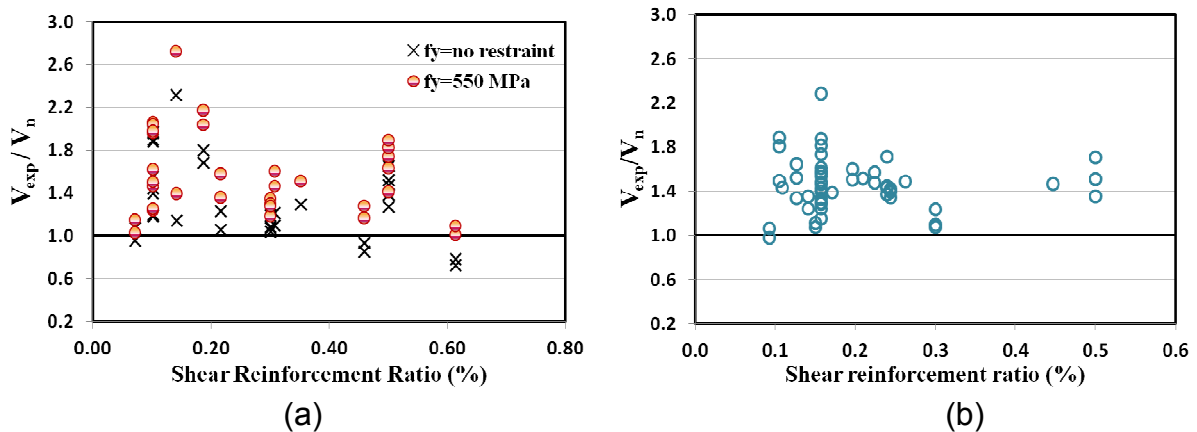 3.0
2.6
2.2
1.8
1.4
1.0
0.6
0.2
Vexp / Vn
fy=no restraint
fy=550 MPa
0.00 0.20 0.40 0.60 0.80
Shear Reinforcement Ratio (%)
(a)
3.0
2.6
2.2
1.8
1.4
1.0
0.6
0.2
Vexp/Vn
0.0 0.1 0.2 0.3 0.4 0.5 0.6
Shear reinforcement ratio (%)
(b)